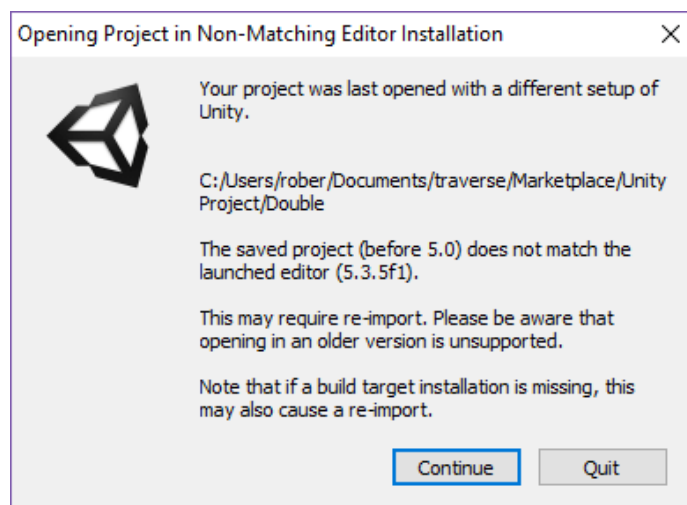 Opening Project in Non-Matching Editor Installation
Your project was last opened with a different setup of
Unity.
C:/Users/rober/Documents/traverse/Marketplace/Unity
Project/Double
The saved project (before 5.0) does not match the
launched editor (5.3.5f1).
This may require re-import. Please be aware that
opening in an older version is unsupported.
Note that if a build target installation is missing, this
may also cause a re-import.
Continue
Quit